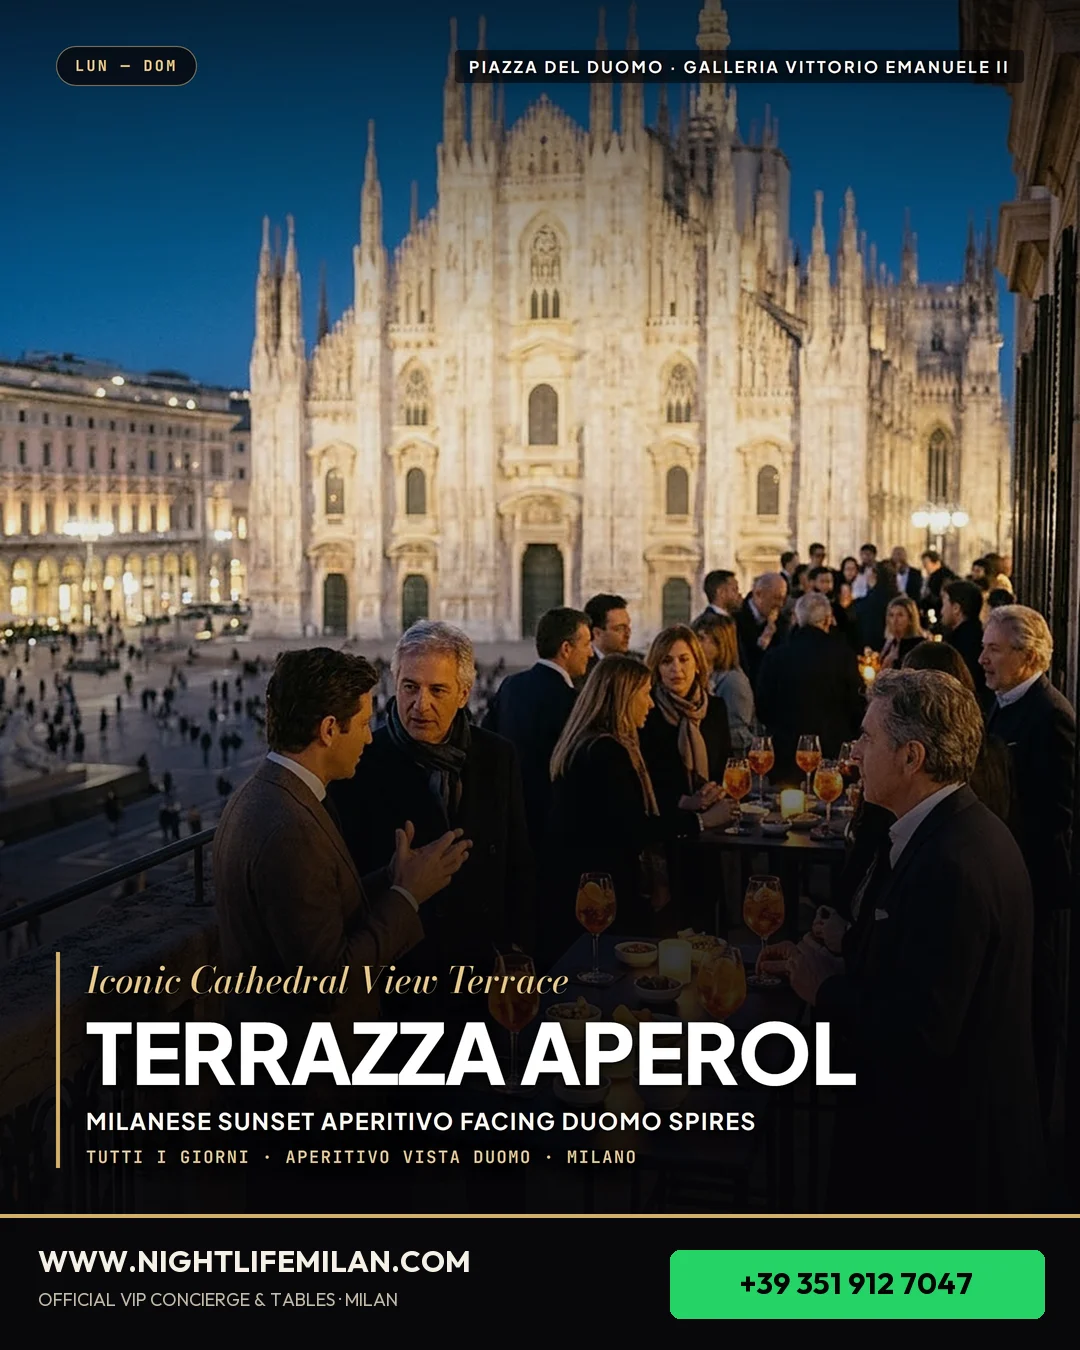 LUN — DOM
PIAZZA DEL DUOMO · GALLERIA VITTORIO EMANUELE II
Iconic Cathedral View Terrace
TERRAZZA APEROL
MILANESE SUNSET APERITIVO FACING DUOMO SPIRES
TUTTI I GIORNI · APERITIVO VISTA DUOMO · MILANO
WWW.NIGHTLIFEMILAN.COM
OFFICIAL VIP CONCIERGE & TABLES · MILAN
+39 351 912 7047